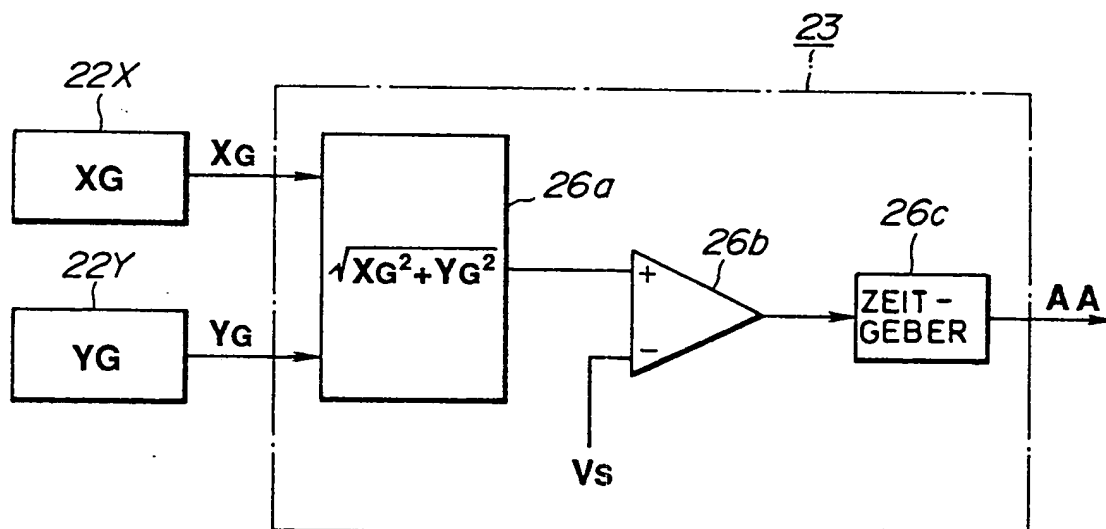 23
22X
XG
XG
26a
√XG²+YG²
26b
26c
22Y
YG
YG
+
−
ZEIT-
GEBER
AA
VS